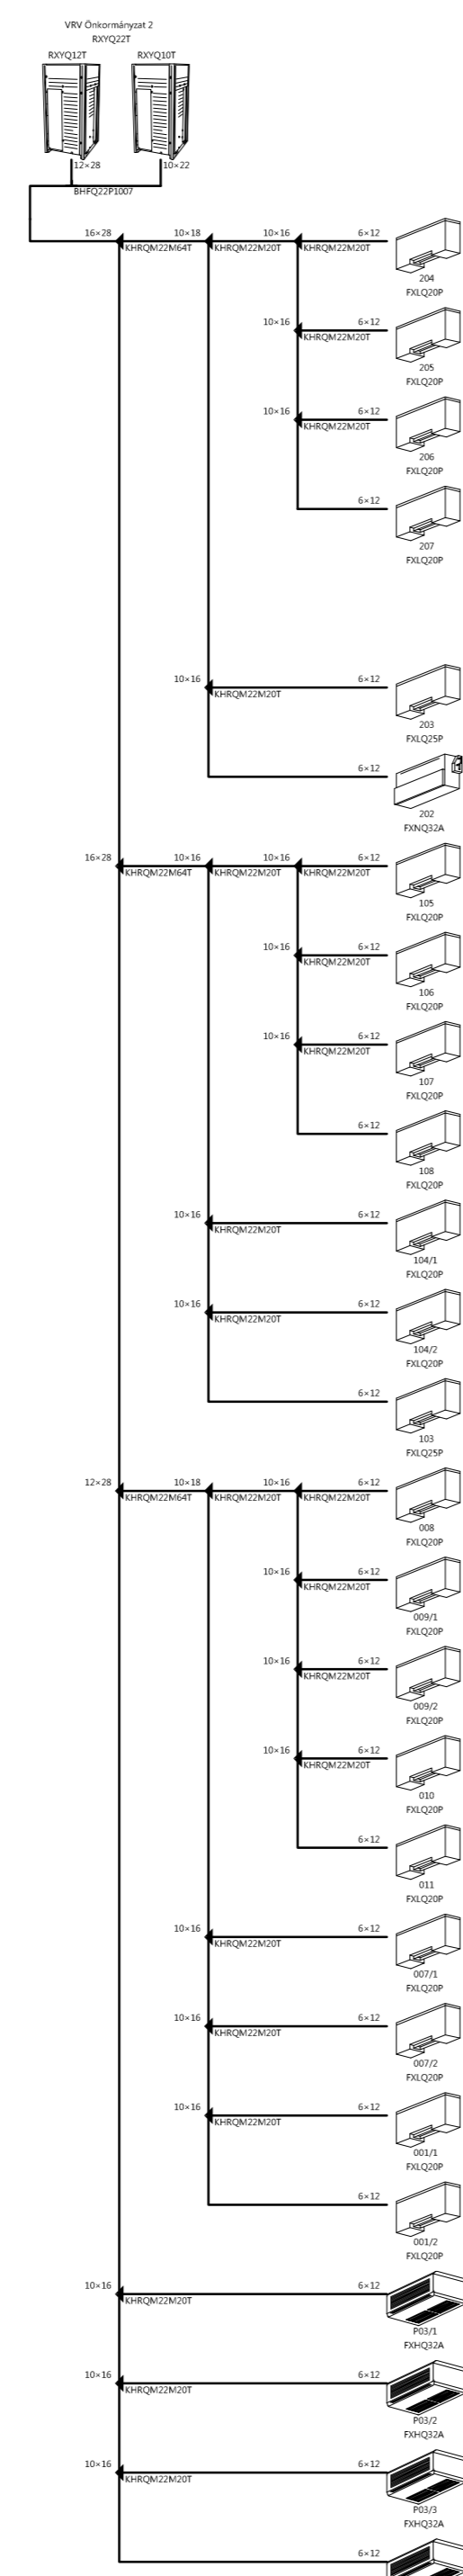 VRV Önkormányzat 2
RXYQ22T
RXYQ12T RXYQ10T
12×28 10×22
BHFQ22P1007
16×28 10×18 10×16 6×12
KHRQM22M64T KHRQM22M20T KHRQM22M20T
204
FXLQ20P
10×16 6×12
KHRQM22M20T
205
FXLQ20P
10×16 6×12
KHRQM22M20T
206
FXLQ20P
6×12
207
FXLQ20P
10×16 6×12
KHRQM22M20T
203
FXLQ25P
6×12
202
FXNQ32A
16×28 10×16 10×16 6×12
KHRQM22M64T KHRQM22M20T KHRQM22M20T
105
FXLQ20P
10×16 6×12
KHRQM22M20T
106
FXLQ20P
10×16 6×12
KHRQM22M20T
107
FXLQ20P
6×12
108
FXLQ20P
10×16 6×12
KHRQM22M20T
104/1
FXLQ20P
10×16 6×12
KHRQM22M20T
104/2
FXLQ20P
6×12
103
FXLQ25P
12×28 10×18 10×16 6×12
KHRQM22M64T KHRQM22M20T KHRQM22M20T
008
FXLQ20P
10×16 6×12
KHRQM22M20T
009/1
FXLQ20P
10×16 6×12
KHRQM22M20T
009/2
FXLQ20P
10×16 6×12
KHRQM22M20T
010
FXLQ20P
6×12
011
FXLQ20P
10×16 6×12
KHRQM22M20T
007/1
FXLQ20P
10×16 6×12
KHRQM22M20T
007/2
FXLQ20P
10×16 6×12
KHRQM22M20T
001/1
FXLQ20P
6×12
001/2
FXLQ20P
10×16 6×12
KHRQM22M20T
P03/1
FXHQ32A
10×16 6×12
KHRQM22M20T
P03/2
FXHQ32A
10×16 6×12
KHRQM22M20T
P03/3
FXHQ32A
6×12